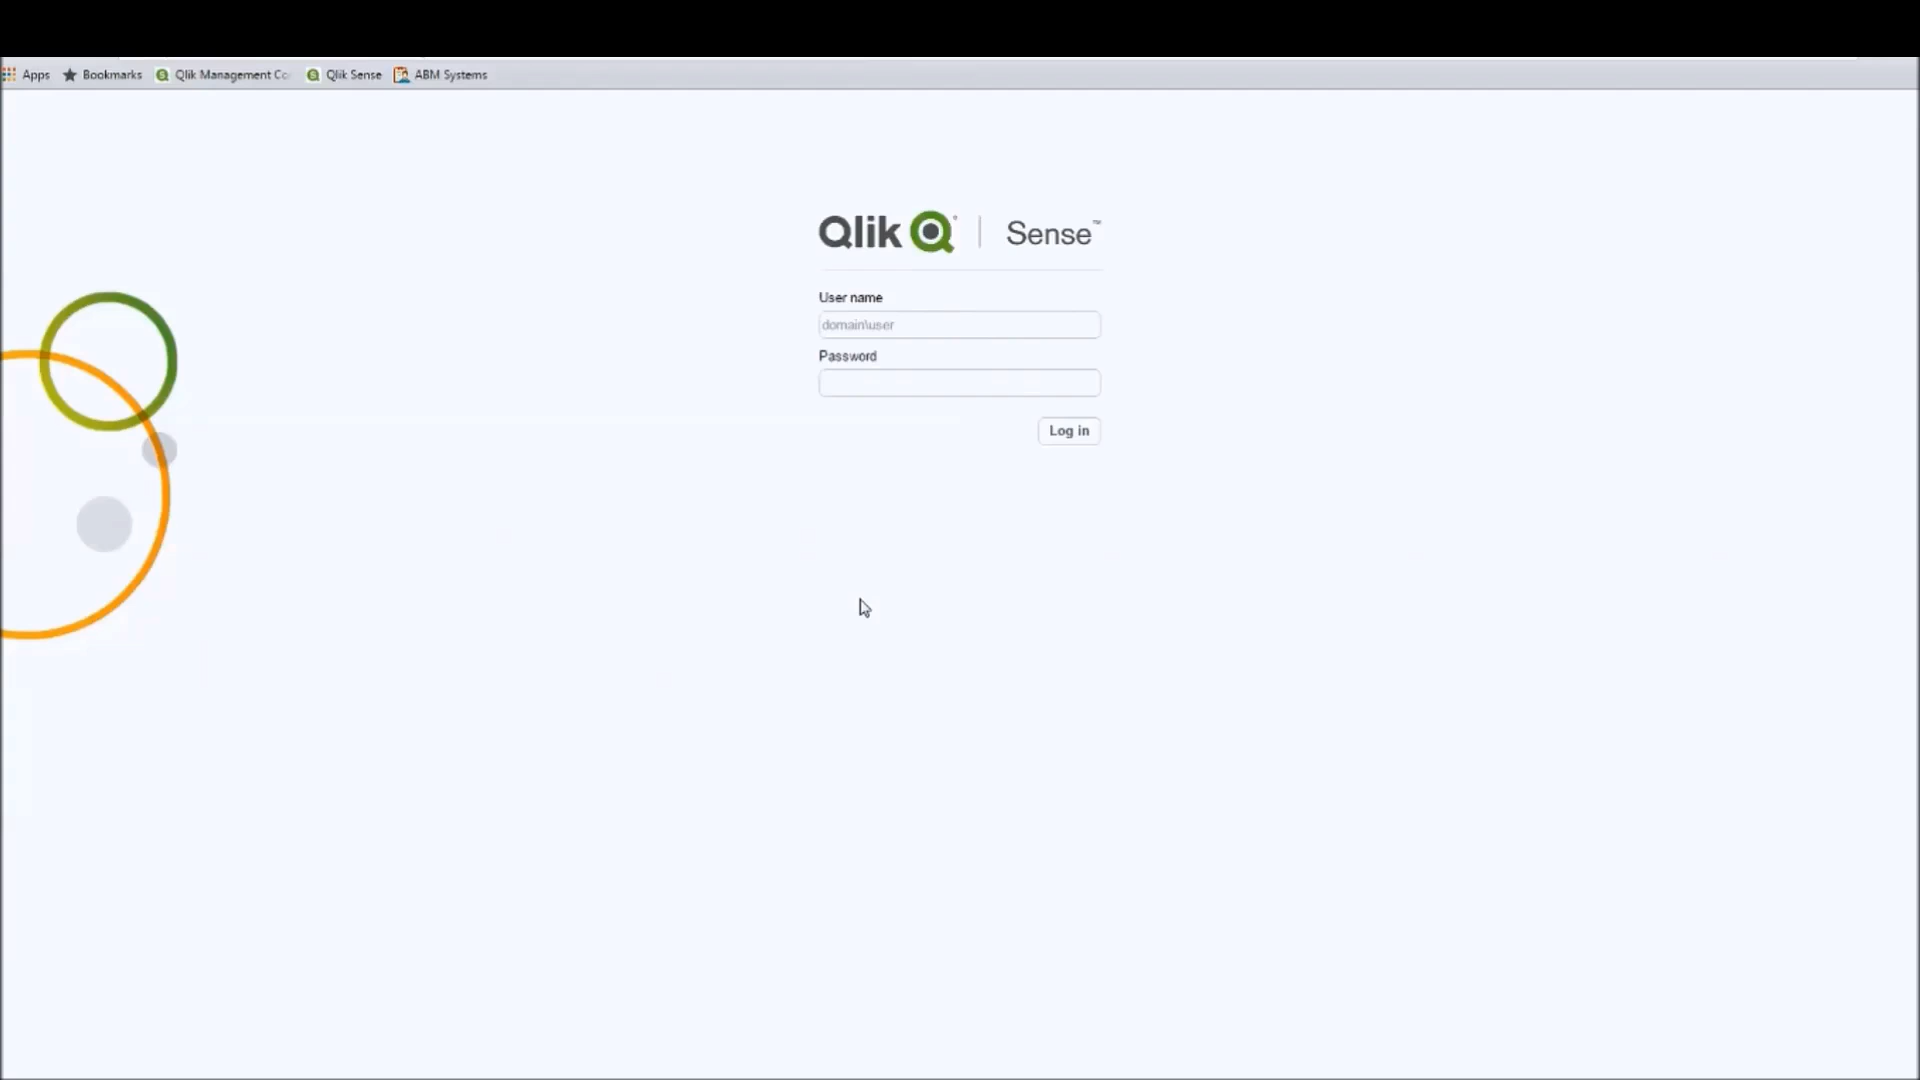 Apps Bookmarks Qlik Management Co Qlik Sense ABM Systems
Qlik Sense™
User name
domain\user
Password
Log in